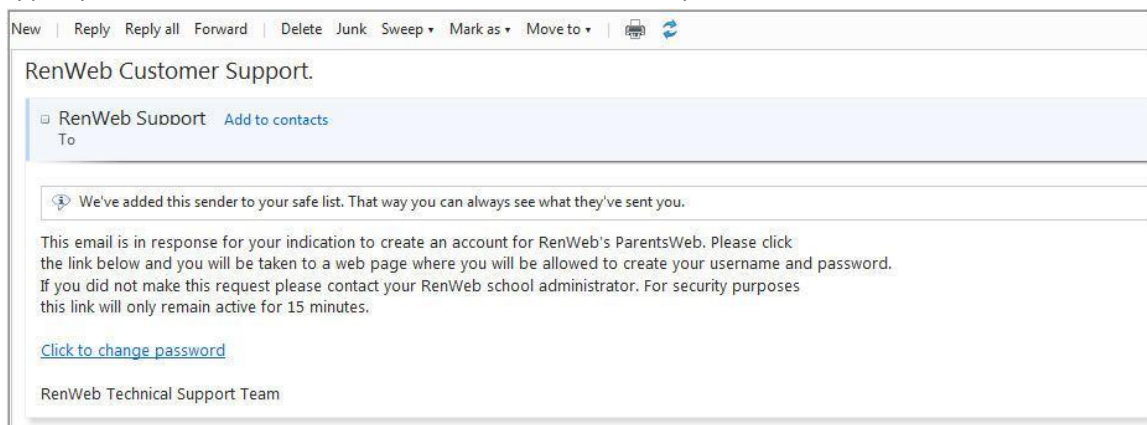 New | Reply Reply all Forward | Delete Junk Sweep Mark as Move to |
RenWeb Customer Support.
RenWeb Support Add to contacts
To
We've added this sender to your safe list. That way you can always see what they've sent you.
This email is in response for your indication to create an account for RenWeb's ParentsWeb. Please click
the link below and you will be taken to a web page where you will be allowed to create your username and password.
If you did not make this request please contact your RenWeb school administrator. For security purposes
this link will only remain active for 15 minutes.
Click to change password
RenWeb Technical Support Team